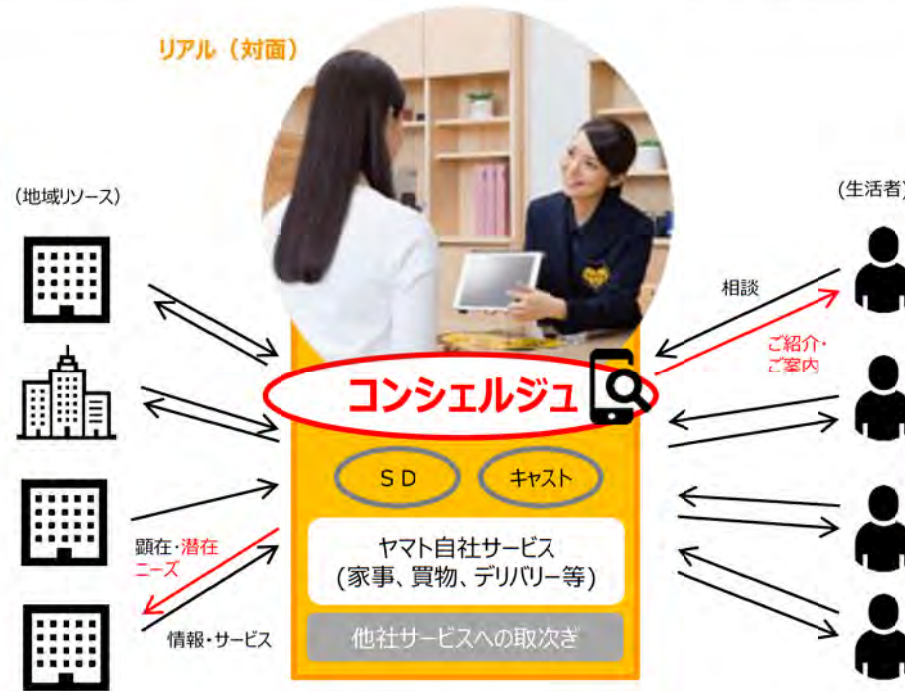 リアル（対面）
（地域リソース）
（生活者）
相談
ご紹介・
ご案内
コンシェルジュ
ＳＤ
キャスト
顕在・潜在
ニーズ
ヤマト自社サービス
（家事、買物、デリバリー等）
情報・サービス
他社サービスへの取次ぎ